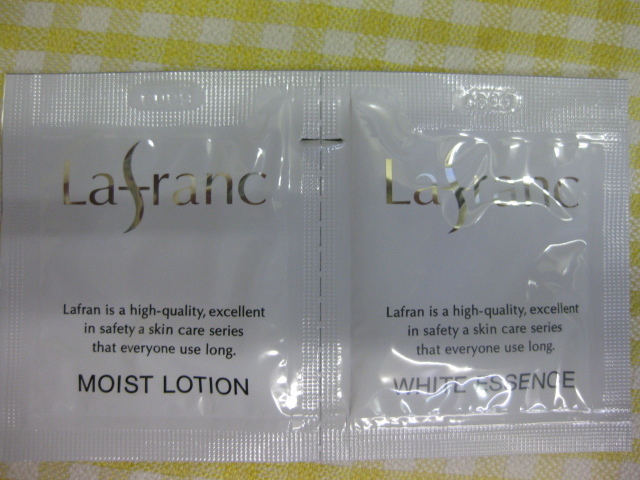 Lafranc
Lafran is a high-quality, excellent
in safety a skin care series
that everyone use long.
MOIST LOTION
Lafranc
Lafran is a high-quality, excellent
in safety a skin care series
that everyone use long.
WHITE ESSENCE